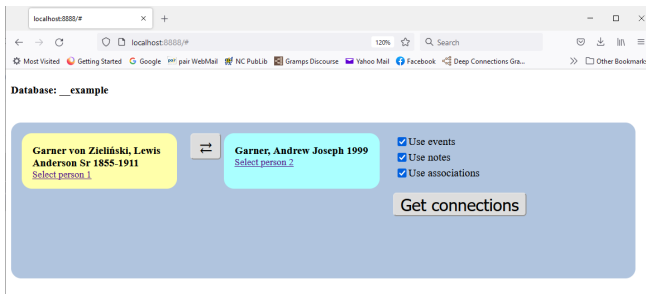 localhost:8888/#
localhost:8888/#
120%
Search
Most Visited
Getting Started
Google
pair WebMail
NC PubLib
Gramps Discourse
Yahoo Mail
Facebook
Deep Connections Gra...
Other Bookmarks
Database: __example
Garner von Zieliński, Lewis
Anderson Sr 1855-1911
Select person 1
Garner, Andrew Joseph 1999
Select person 2
Use events
Use notes
Use associations
Get connections